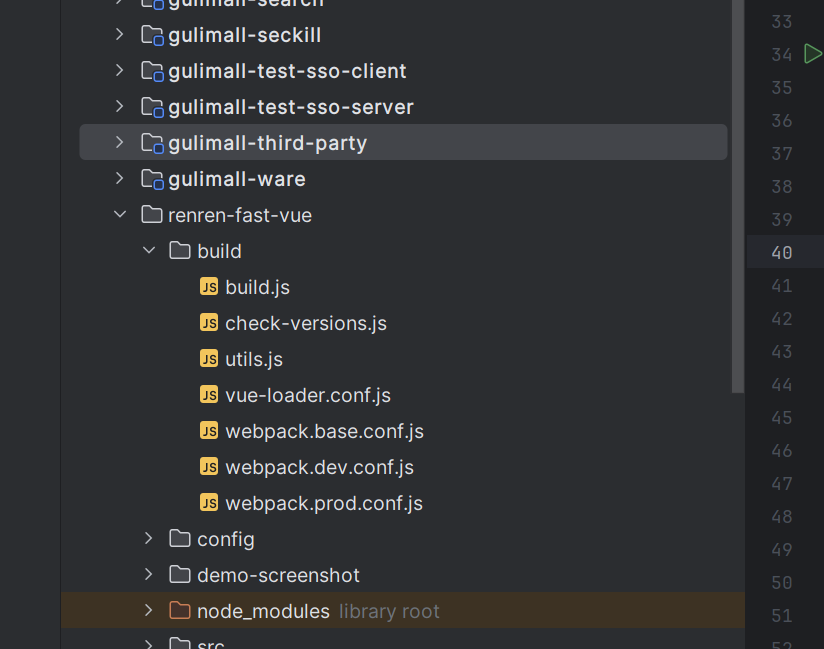 gulimall-search
gulimall-seckill
gulimall-test-sso-client
gulimall-test-sso-server
gulimall-third-party
gulimall-ware
renren-fast-vue
build
JS build.js
JS check-versions.js
JS utils.js
JS vue-loader.conf.js
JS webpack.base.conf.js
JS webpack.dev.conf.js
JS webpack.prod.conf.js
config
demo-screenshot
node_modules library root
src
33
34
35
36
37
38
39
40
41
42
43
44
45
46
47
48
49
50
51
52